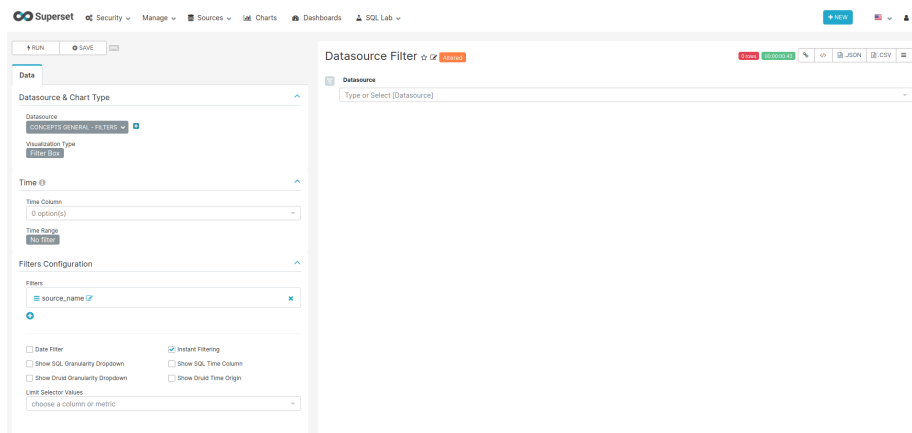 Superset Security Manage Sources Charts Dashboards SQL Lab + NEW
RUN SAVE
Datasource Filter Altered 0 rows 00:00:00.43 </> .JSON .CSV
Data
Datasource
Type or Select [Datasource]
Datasource & Chart Type
Datasource
CONCEPTS GENERAL - FILTERS
Visualization Type
Filter Box
Time
Time Column
0 option(s)
Time Range
No filter
Filters Configuration
Filters
source_name
Date Filter Instant Filtering
Show SQL Granularity Dropdown Show SQL Time Column
Show Druid Granularity Dropdown Show Druid Time Origin
Limit Selector Values
choose a column or metric